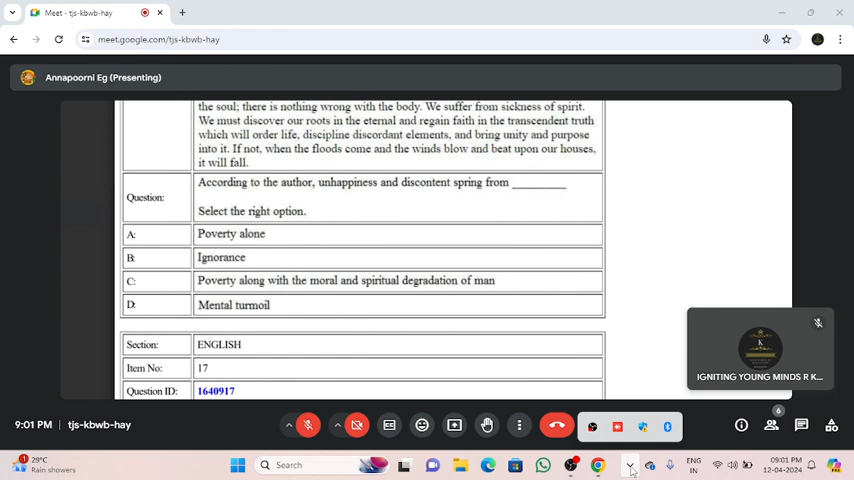 Meet - tjs-kbwb-hay
meet.google.com/tjs-kbwb-hay
Annapoorni Eg (Presenting)
the soul; there is nothing wrong with the body. We suffer from sickness of spirit.
We must discover our roots in the eternal and regain faith in the transcendent truth
which will order life, discipline discordant elements, and bring unity and purpose
into it. If not, when the floods come and the winds blow and beat upon our houses,
it will fall.
Question:
According to the author, unhappiness and discontent spring from _________
Select the right option.
A: Poverty alone
B: Ignorance
C: Poverty along with the moral and spiritual degradation of man
D: Mental turmoil
Section: ENGLISH
Item No: 17
Question ID: 1640917
K
IGNITING YOUNG MINDS R K...
9:01 PM tjs-kbwb-hay
6
29°C
Rain showers
Search
ENG
IN
09:01 PM
12-04-2024